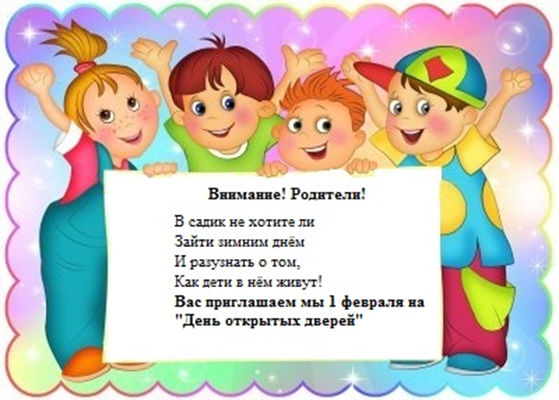 Внимание! Родители!
В садик не хотите ли
Зайти зимним днём
И разузнать о том,
Как дети в нём живут!
Вас приглашаем мы 1 февраля на
"День открытых дверей"